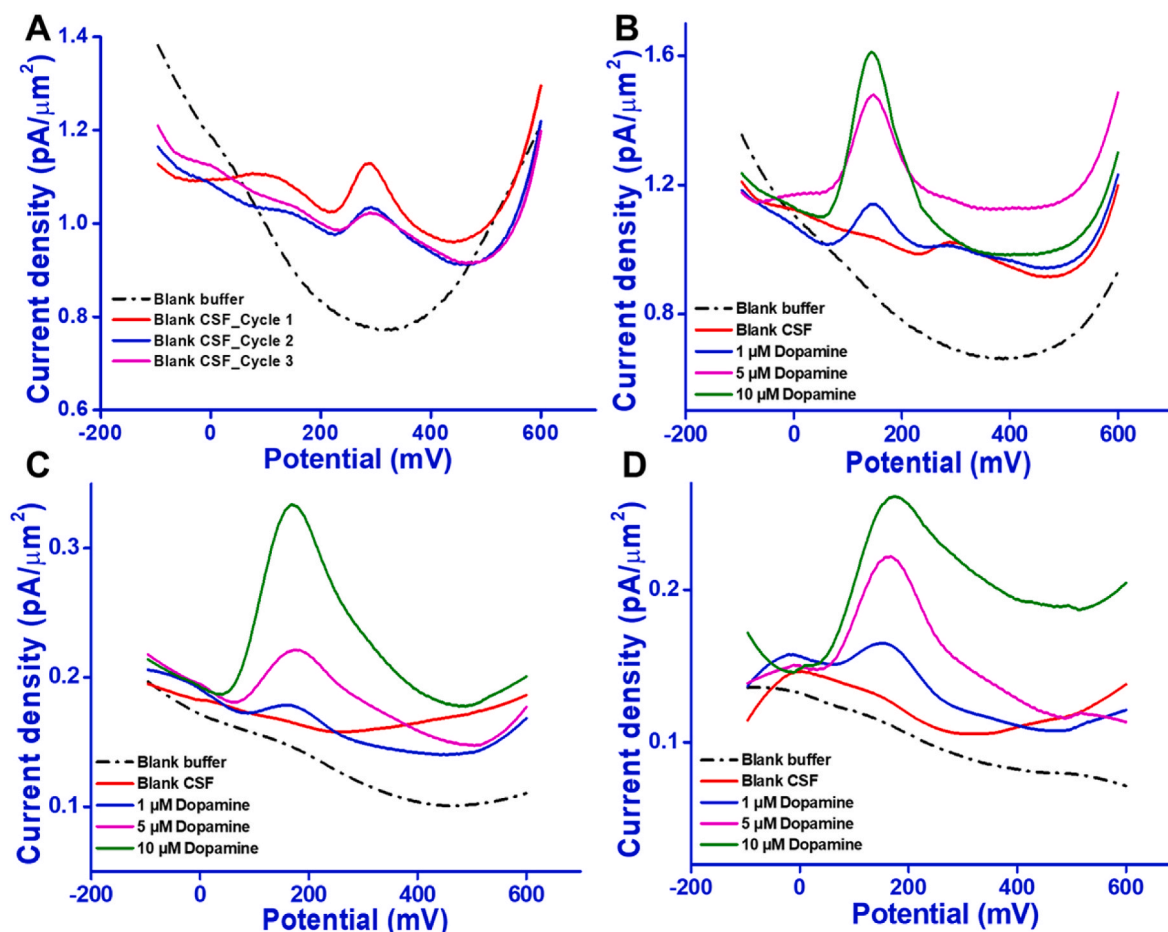 A
Current density (pA/μm²)
1.4
1.2
1.0
0.8
0.6
Blank buffer
Blank CSF_Cycle 1
Blank CSF_Cycle 2
Blank CSF_Cycle 3
-200
0
200
400
600
Potential (mV)
B
Current density (pA/μm²)
1.6
1.2
0.8
Blank buffer
Blank CSF
1 μM Dopamine
5 μM Dopamine
10 μM Dopamine
-200
0
200
400
600
Potential (mV)
C
Current density (pA/μm²)
0.3
0.2
0.1
Blank buffer
Blank CSF
1 μM Dopamine
5 μM Dopamine
10 μM Dopamine
-200
0
200
400
600
Potential (mV)
D
Current density (pA/μm²)
0.2
0.1
Blank buffer
Blank CSF
1 μM Dopamine
5 μM Dopamine
10 μM Dopamine
-200
0
200
400
600
Potential (mV)